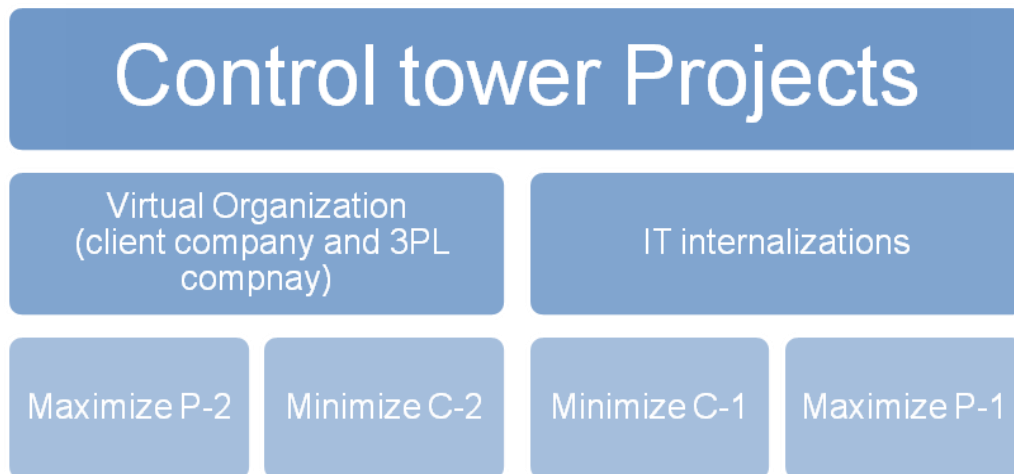 Control tower Projects
Virtual Organization
(client company and 3PL
compnay)
IT internalizations
Maximize P-2
Minimize C-2
Minimize C-1
Maximize P-1